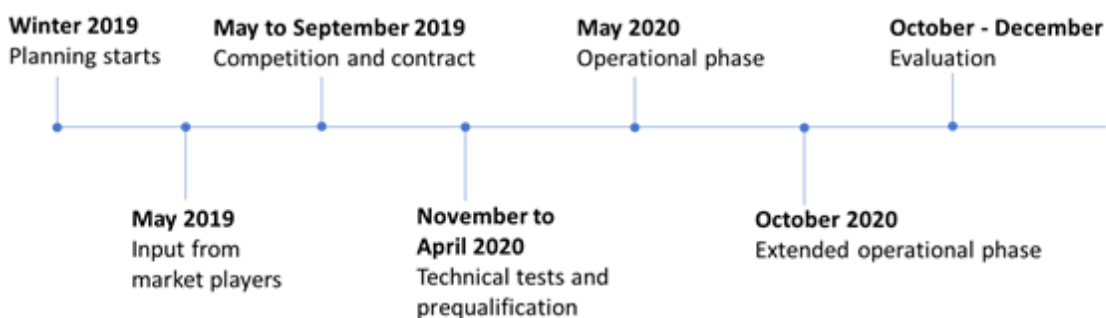 Winter 2019
Planning starts
May to September 2019
Competition and contract
May 2020
Operational phase
October - December
Evaluation
May 2019
Input from
market players
November to
April 2020
Technical tests and
prequalification
October 2020
Extended operational phase